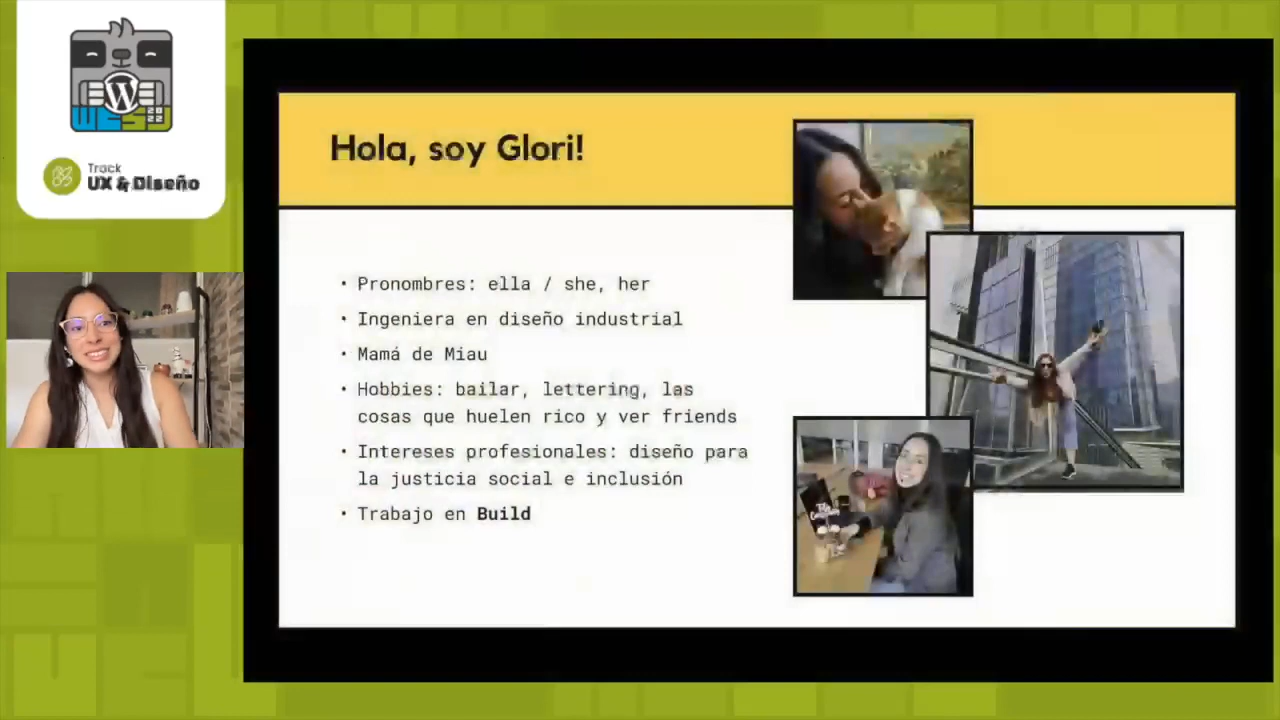 WESD
2022
Track
UX & Diseño
Hola, soy Glori!
• Pronombres: ella / she, her
• Ingeniera en diseño industrial
• Mamá de Miau
• Hobbies: bailar, lettering, las
cosas que huelen rico y ver friends
• Intereses profesionales: diseño para
la justicia social e inclusión
• Trabajo en Build